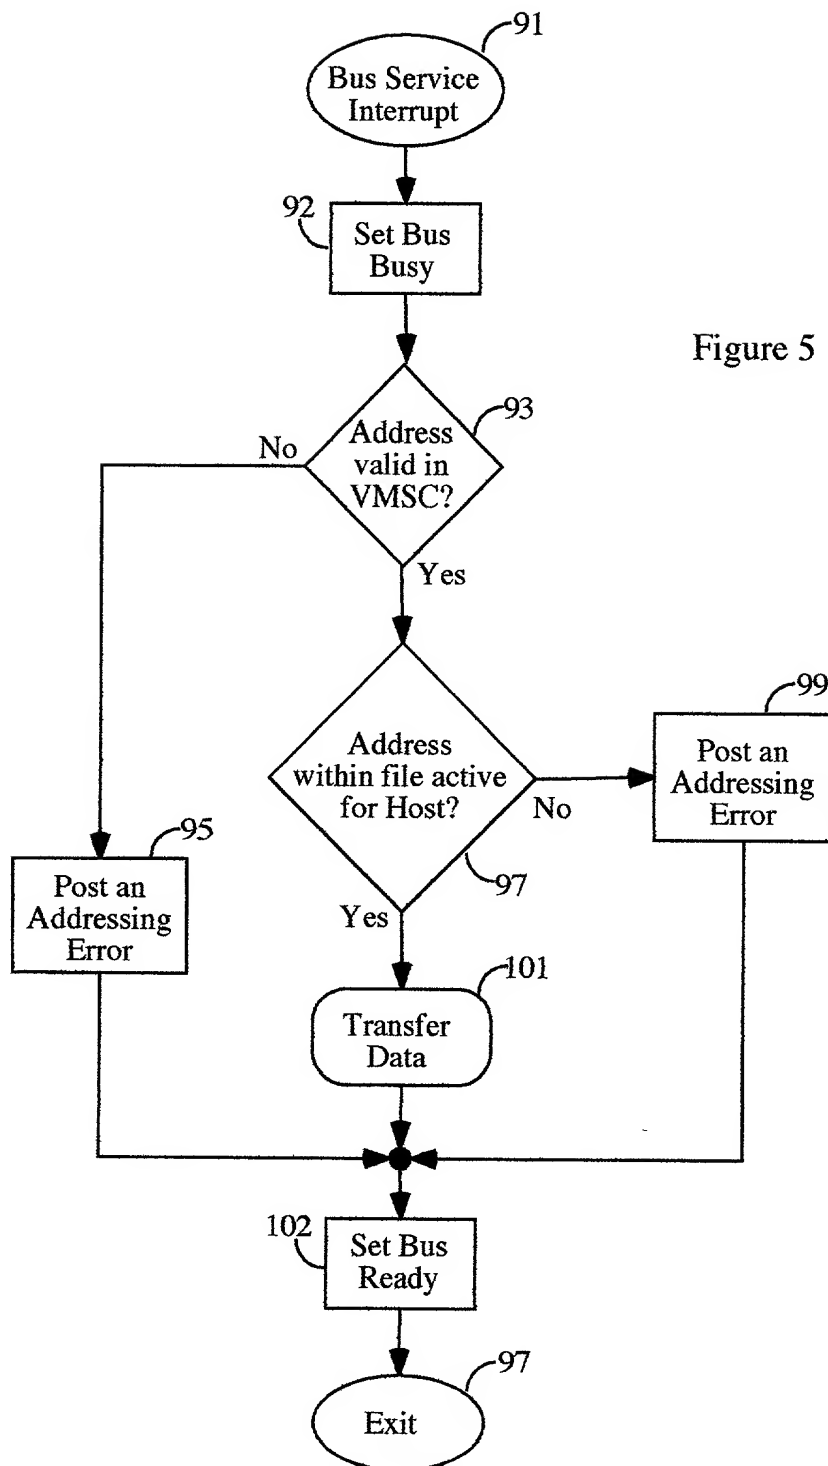 91
Bus Service
Interrupt
92
Set Bus
Busy
Figure 5
93
Address
valid in
VMSC?
No
Yes
99
Address
within file active
for Host?
No
Post an
Addressing
Error
97
95
Post an
Addressing
Error
Yes
101
Transfer
Data
102
Set Bus
Ready
97
Exit